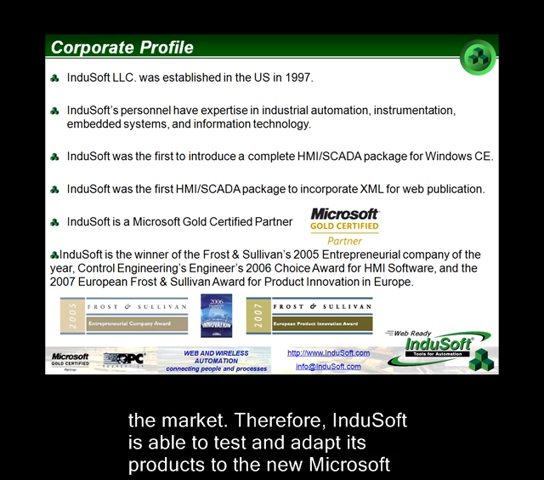 Corporate Profile
InduSoft LLC. was established in the US in 1997.
InduSoft's personnel have expertise in industrial automation, instrumentation,
embedded systems, and information technology.
InduSoft was the first to introduce a complete HMI/SCADA package for Windows CE.
InduSoft was the first HMI/SCADA package to incorporate XML for web publication.
InduSoft is a Microsoft Gold Certified Partner
Microsoft
GOLD CERTIFIED
Partner
InduSoft is the winner of the Frost & Sullivan's 2005 Entrepreneurial company of the
year, Control Engineering's Engineer's 2006 Choice Award for HMI Software, and the
2007 European Frost & Sullivan Award for Product Innovation in Europe.
2005
FROST & SULLIVAN
Entrepreneurial Company Award
2006
INNOVATION
2007
FROST & SULLIVAN
European Product Innovation Award
Web Ready
InduSoft
Tools for Automation
Microsoft
GOLD CERTIFIED
Partner
OPC
WEB AND WIRELESS
AUTOMATION
connecting people and processes
http://www.InduSoft.com
info@InduSoft.com
the market. Therefore, InduSoft
is able to test and adapt its
products to the new Microsoft